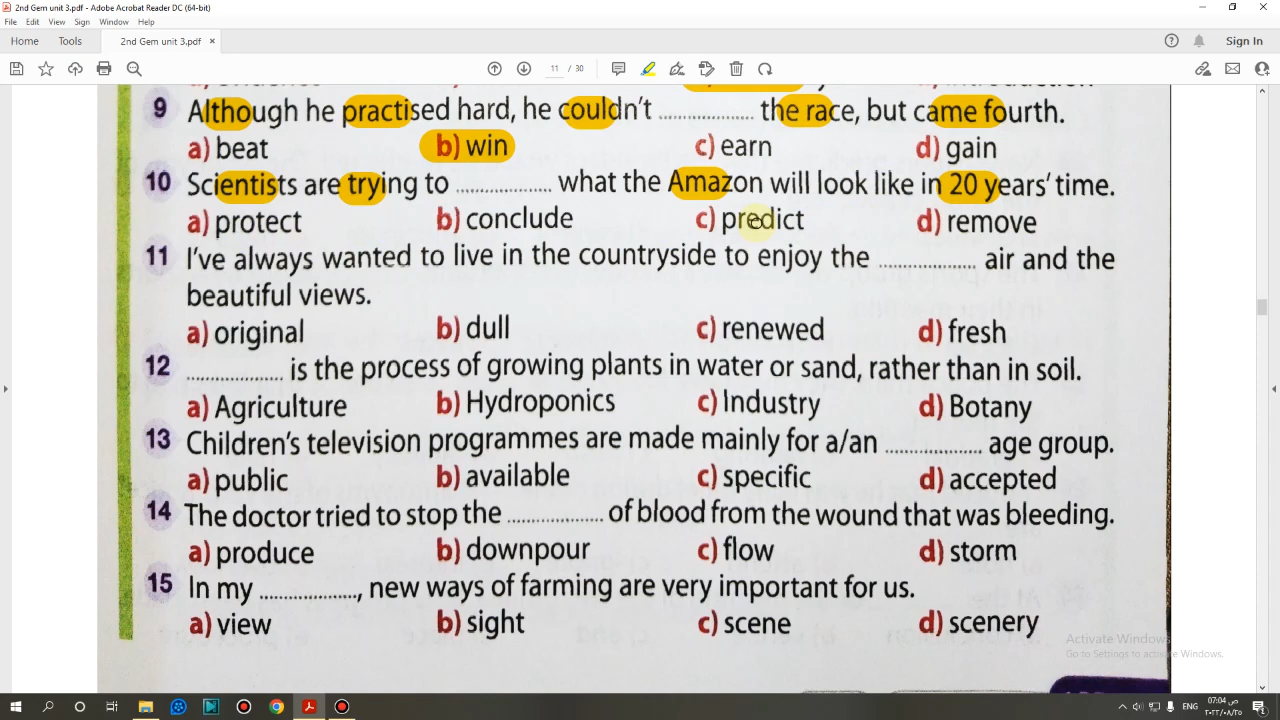 2nd Gem unit 3.pdf - Adobe Acrobat Reader DC (64-bit)
File Edit View Sign Window Help
Home Tools 2nd Gem unit 3.pdf × Sign In
11 / 30
9 Although he practised hard, he couldn't .................. the race, but came fourth.
a) beat b) win c) earn d) gain
10 Scientists are trying to .................. what the Amazon will look like in 20 years' time.
a) protect b) conclude c) predict d) remove
11 I've always wanted to live in the countryside to enjoy the .................. air and the
beautiful views.
a) original b) dull c) renewed d) fresh
12 .................. is the process of growing plants in water or sand, rather than in soil.
a) Agriculture b) Hydroponics c) Industry d) Botany
13 Children's television programmes are made mainly for a/an .................. age group.
a) public b) available c) specific d) accepted
14 The doctor tried to stop the .................. of blood from the wound that was bleeding.
a) produce b) downpour c) flow d) storm
15 In my .................., new ways of farming are very important for us.
a) view b) sight c) scene d) scenery
Activate Windows
Go to Settings to activate Windows.
ENG 07:04 ص
٢٠٢٢/٠٨/٢٥